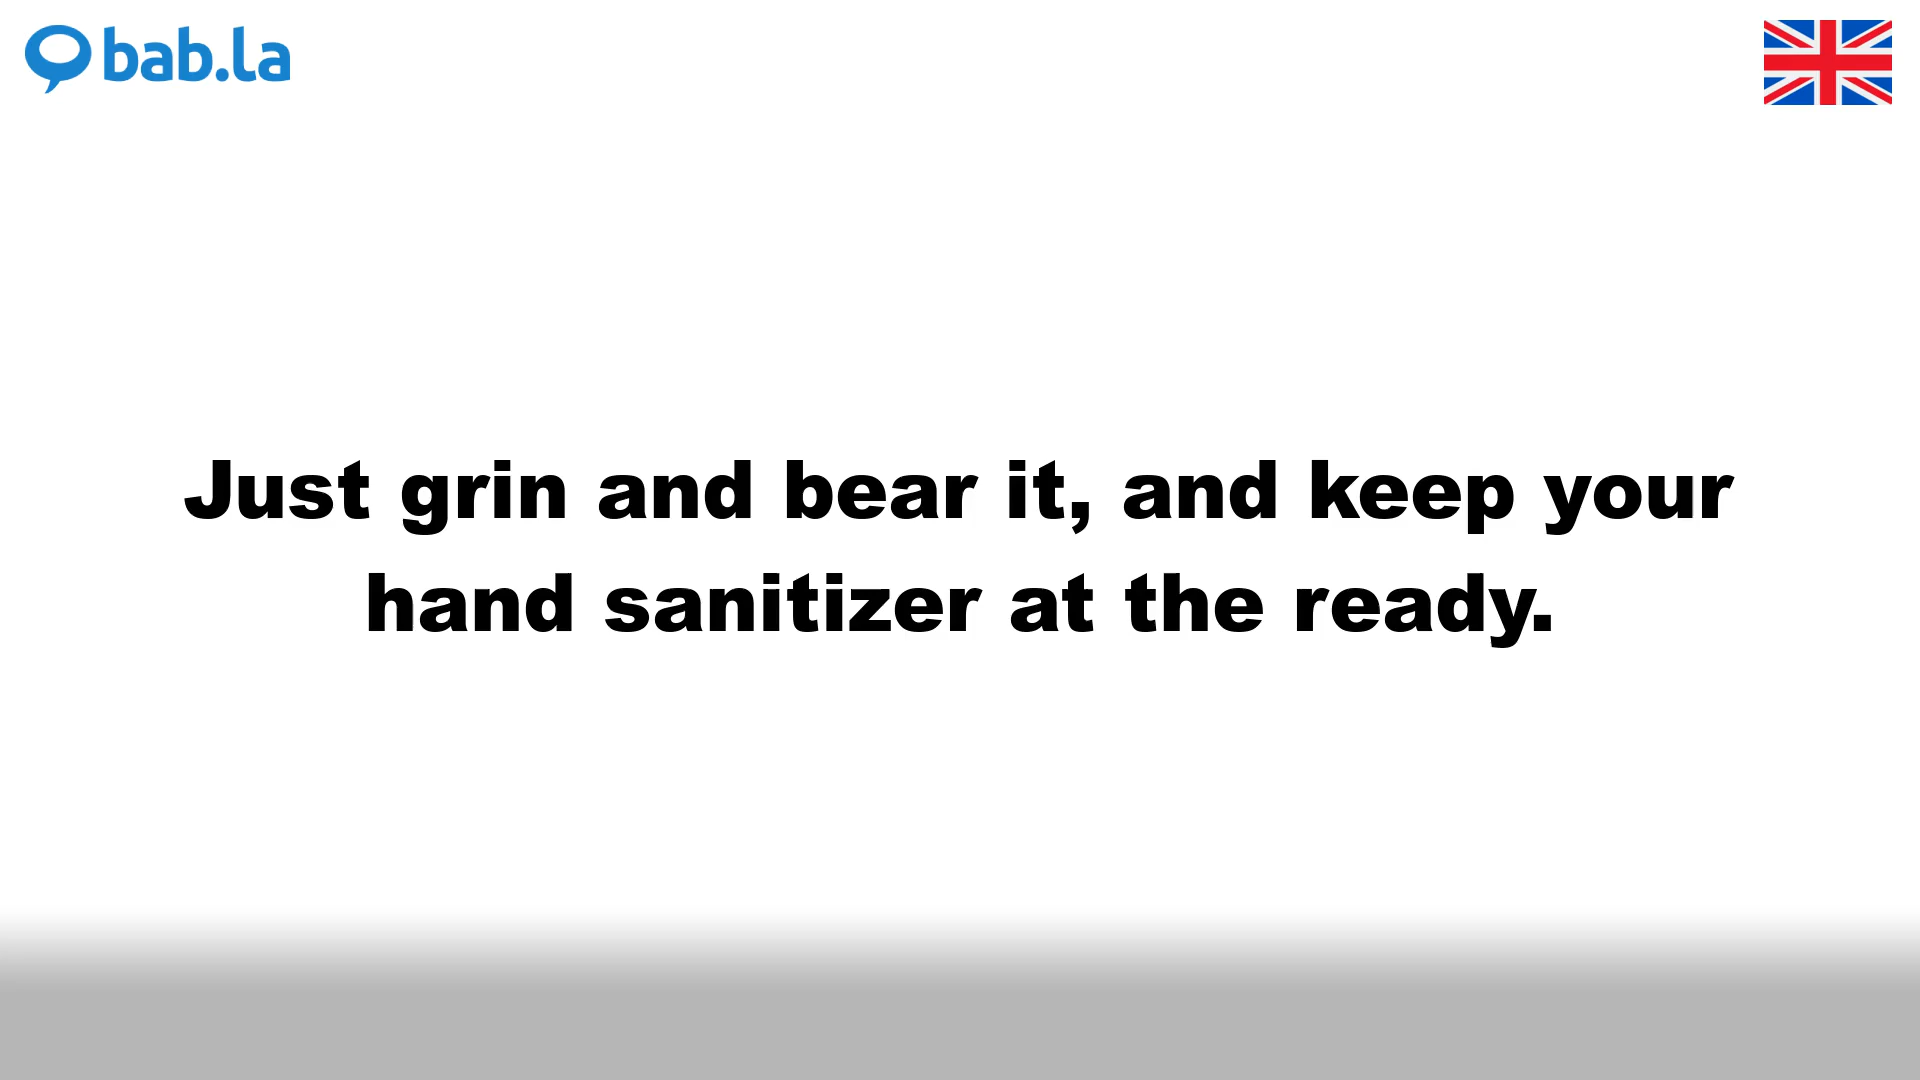 bab.la
Just grin and bear it, and keep your
hand sanitizer at the ready.